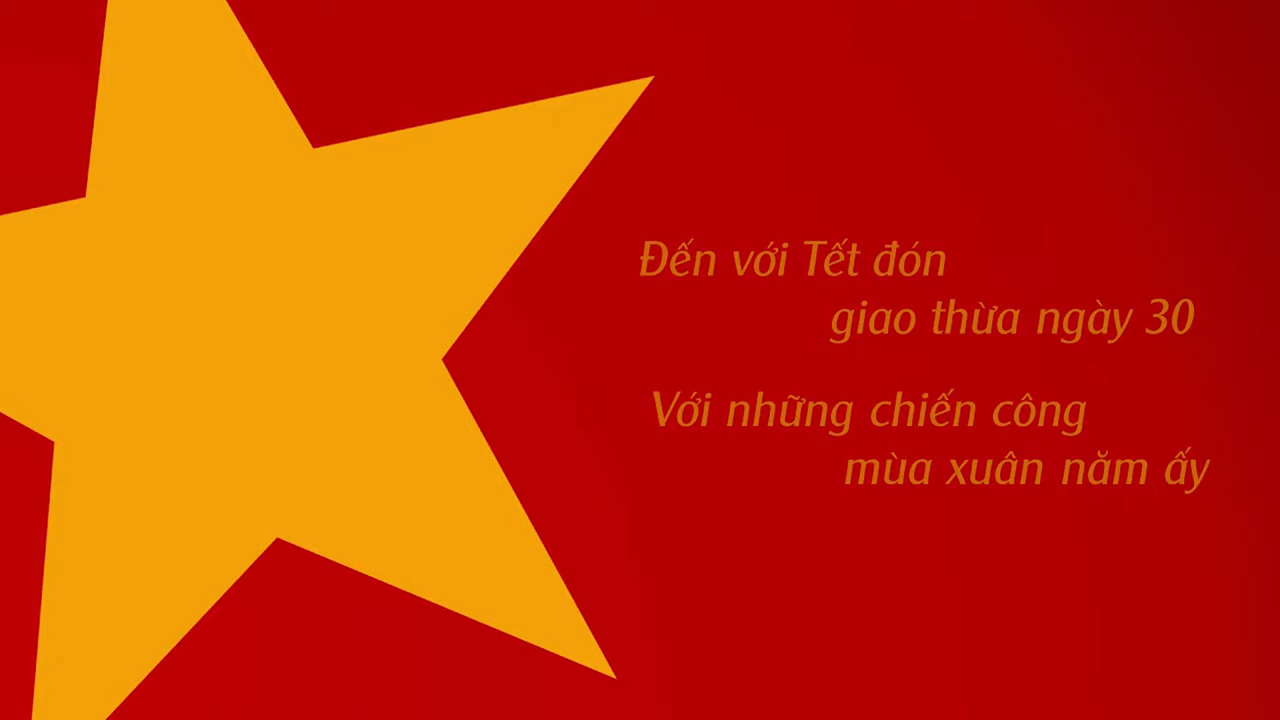 Đến với Tết đón
giao thừa ngày 30
Với những chiến công
mùa xuân năm ấy